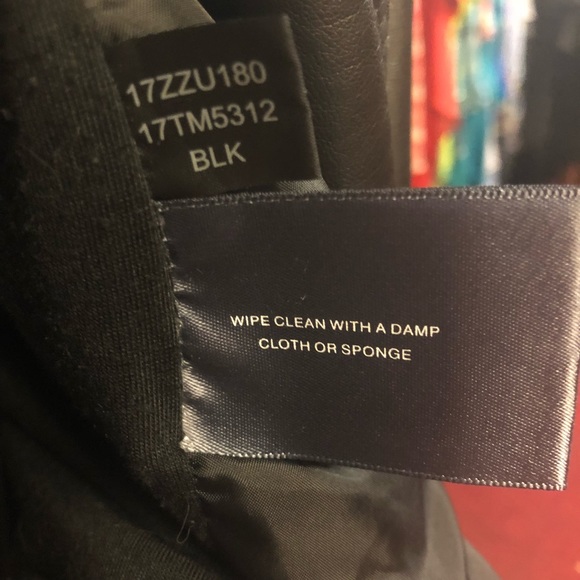 17ZZU180
17TM5312
BLK
WIPE CLEAN WITH A DAMP
CLOTH OR SPONGE